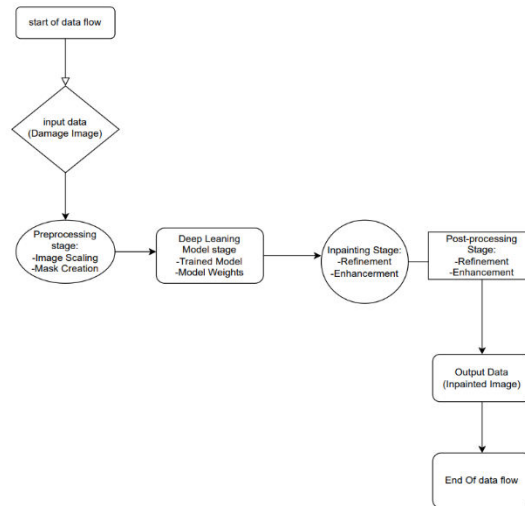 start of data flow
input data
(Damage Image)
Preprocessing
stage:
-Image Scaling
-Mask Creation
Deep Leaning
Model stage
-Trained Model
-Model Weights
Inpainting Stage:
-Refinement
-Enhancerment
Post-processing
Stage:
-Refinement
-Enhancement
Output Data
(Inpainted Image)
End Of data flow